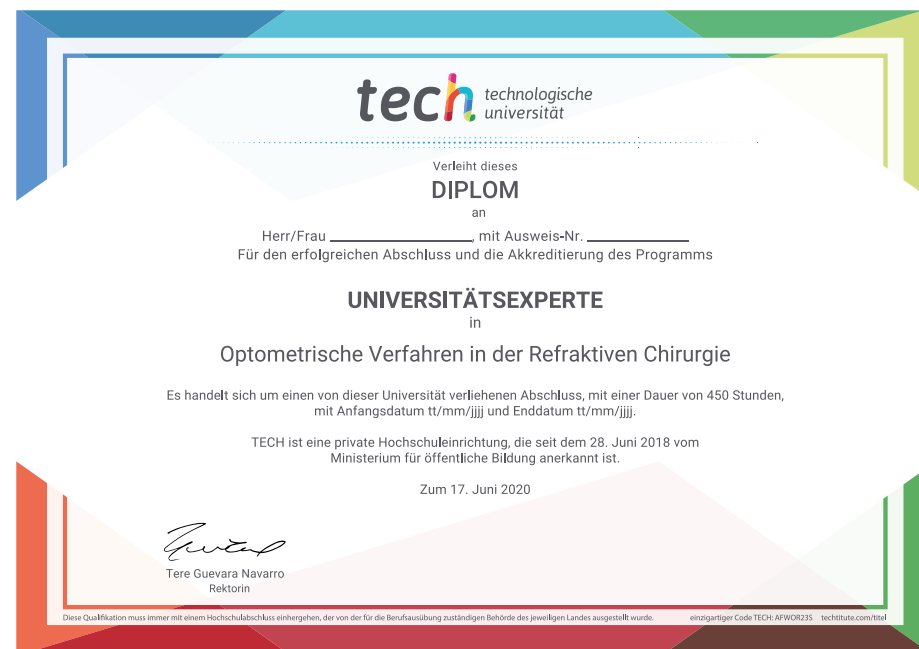 tech technologische
universität
Verleiht dieses
DIPLOM
an
Herr/Frau ____________, mit Ausweis-Nr. ____________
Für den erfolgreichen Abschluss und die Akkreditierung des Programms
UNIVERSITÄTSEXPERTE
in
Optometrische Verfahren in der Refraktiven Chirurgie
Es handelt sich um einen von dieser Universität verliehenen Abschluss, mit einer Dauer von 450 Stunden,
mit Anfangsdatum tt/mm/jjjj und Enddatum tt/mm/jjjj.
TECH ist eine private Hochschuleinrichtung, die seit dem 28. Juni 2018 vom
Ministerium für öffentliche Bildung anerkannt ist.
Zum 17. Juni 2020
Tere Guevara Navarro
Rektorin
Diese Qualifikation muss immer mit einem Hochschulabschluss einhergehen, der von der für die Berufsausübung zuständigen Behörde des jeweiligen Landes ausgestellt wurde. einzigartiger Code TECH: AFWOR235 techtitute.com/titel